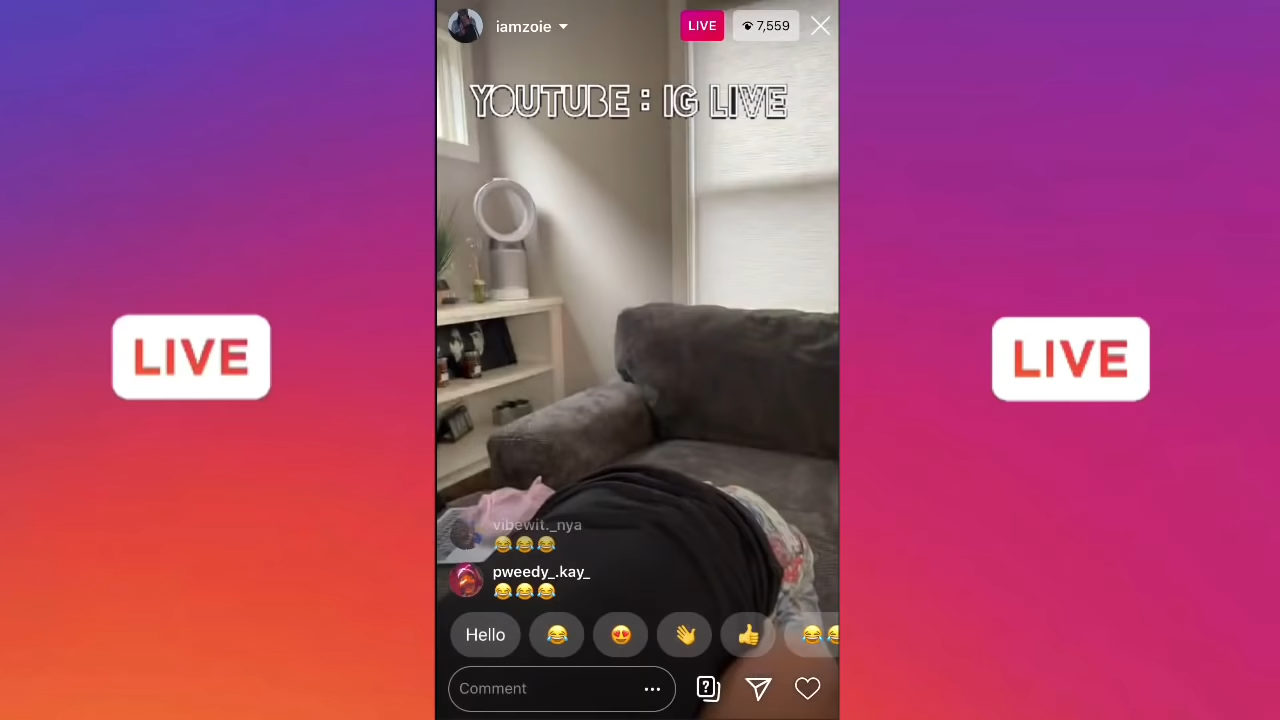 iamzoie
LIVE
7,559
YOUTUBE : IG LIVE
LIVE
LIVE
vibewit._nya
😂😂😂
pweedy_.kay_
😂😂😂
Hello
😂
😍
👋
👍
😂😂
Comment